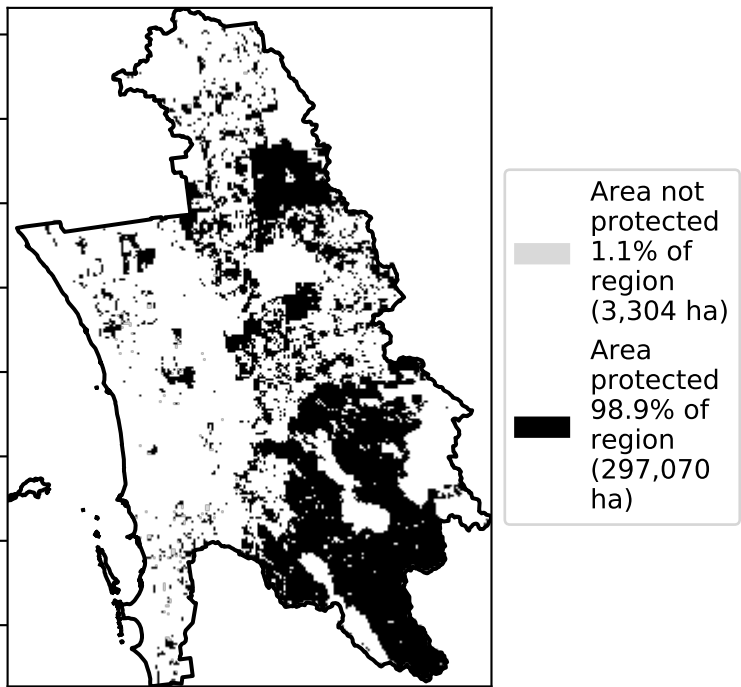 Area not
protected
1.1% of
region
(3,304 ha)
Area
protected
98.9% of
region
(297,070
ha)